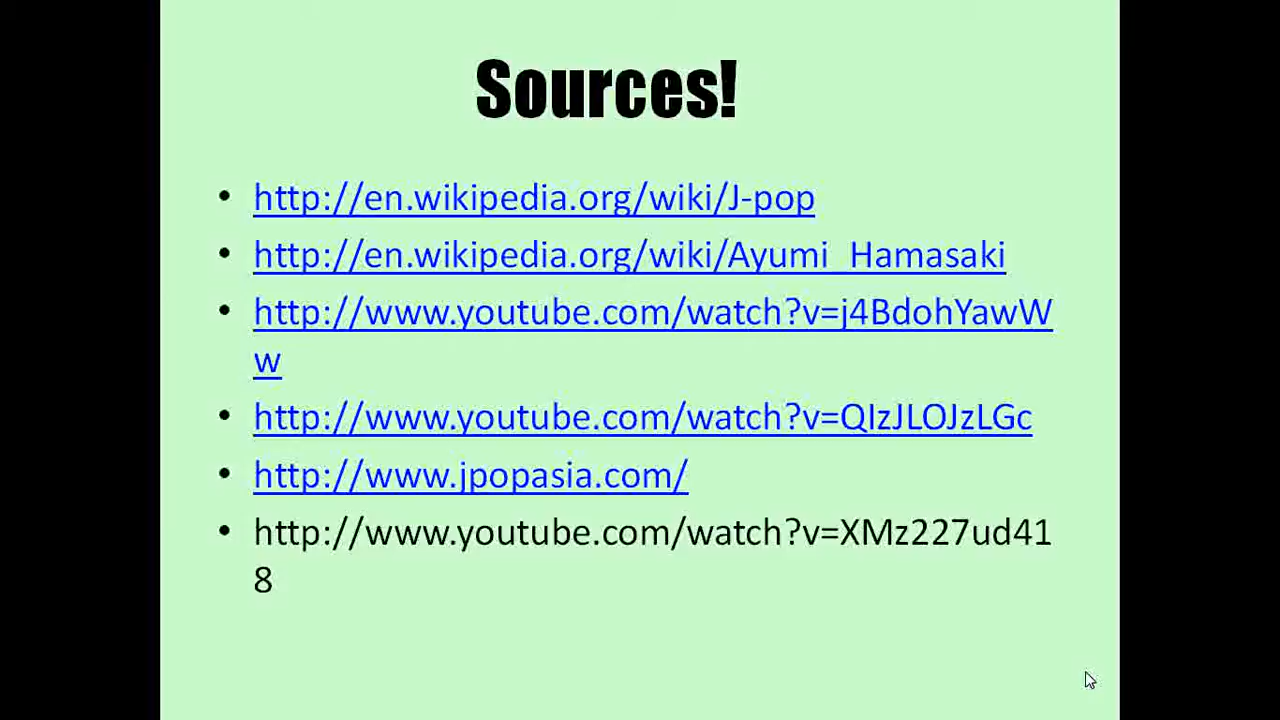 Sources!
• http://en.wikipedia.org/wiki/J-pop
• http://en.wikipedia.org/wiki/Ayumi_Hamasaki
• http://www.youtube.com/watch?v=j4BdohYawW
w
• http://www.youtube.com/watch?v=QIzJLOJzLGc
• http://www.jpopasia.com/
• http://www.youtube.com/watch?v=XMz227ud41
8